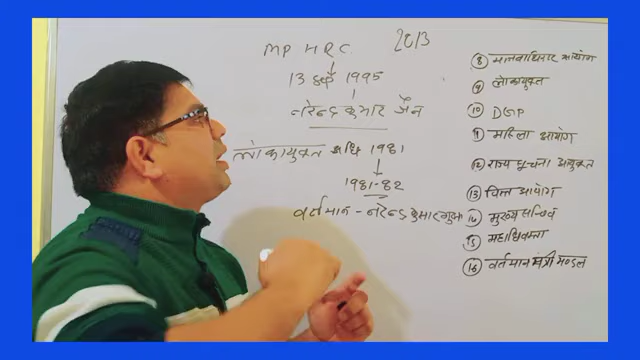 MP HRC 2013
13 1995
नरेन्द्र कुमार जैन
लोकायुक्त अधि 1981
1981-82
वर्तमान - नरेन्द्र कुमार गुप्ता
8 मानवाधिकार आयोग
9 लोकायुक्त
10 DGP
11 महिला आयोग
12 राज्य सूचना आयुक्त
13 वित्त आयोग
14 मुख्य सचिव
15 महाधिवक्ता
16 वर्तमान मंत्री मण्डल